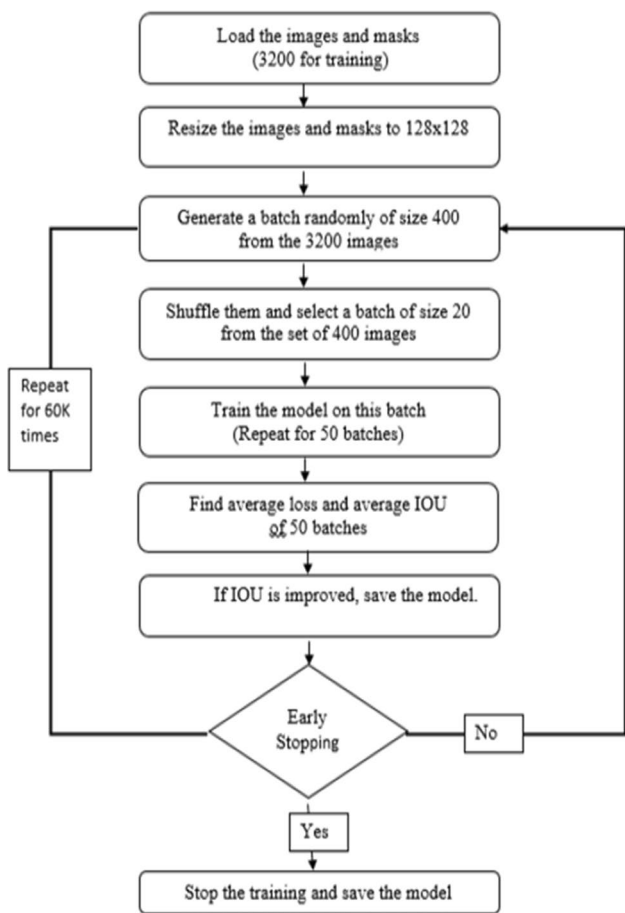 Load the images and masks
(3200 for training)
Resize the images and masks to 128x128
Generate a batch randomly of size 400
from the 3200 images
Shuffle them and select a batch of size 20
from the set of 400 images
Repeat
for 60K
times
Train the model on this batch
(Repeat for 50 batches)
Find average loss and average IOU
of 50 batches
If IOU is improved, save the model.
Early
Stopping
No
Yes
Stop the training and save the model